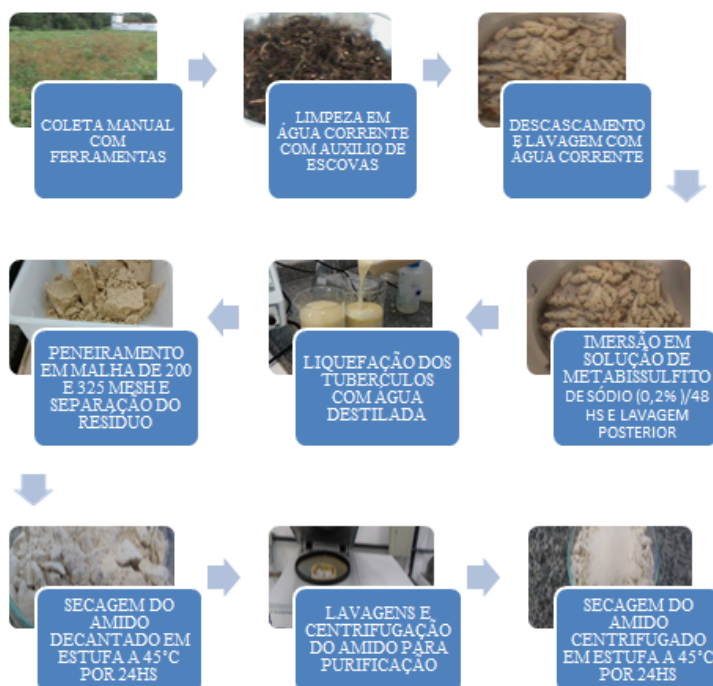 COLETA MANUAL
COM
FERRAMENTAS
LIMPEZA EM
ÁGUA CORRENTE
COM AUXILIO DE
ESCOVAS
DESCASCAMENTO
E LAVAGEM COM
ÁGUA CORRENTE
IMERSÃO EM
SOLUÇÃO DE
METABISSULFITO
DE SÓDIO (0,2% )/48
HS E LAVAGEM
POSTERIOR
LIQUEFAÇÃO DOS
TUBERCULOS
COM AGUA
DESTILADA
PENEIRAMENTO
EM MALHA DE 200
E 325 MESH E
SEPARAÇÃO DO
RESIDUO
SECAGEM DO
AMIDO
DECANTADO EM
ESTUFA A 45°C
POR 24HS
LAVAGENS E
CENTRIFUGAÇÃO
DO AMIDO PARA
PURIFICAÇÃO
SECAGEM DO
AMIDO
CENTRIFUGADO
EM ESTUFA A 45°C
POR 24HS